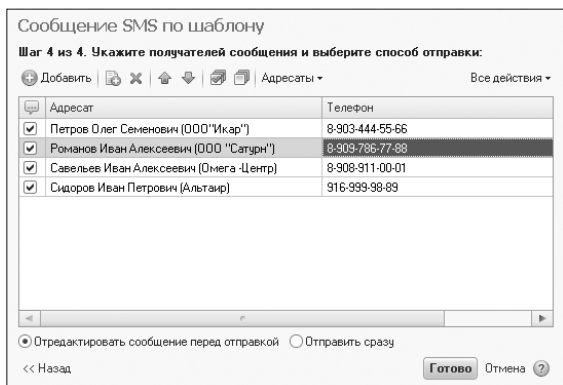 Сообщение SMS по шаблону
Шаг 4 из 4. Укажите получателей сообщения и выберите способ отправки:
Добавить Адресаты Все действия
Адресат Телефон
Петров Олег Семенович (ООО"Икар") 8-903-444-55-66
Романов Иван Алексеевич (ООО "Сатурн") 8-909-786-77-88
Савельев Иван Алексеевич (Омега -Центр) 8-908-911-00-01
Сидоров Иван Петрович (Альтаир) 916-999-98-89
Отредактировать сообщение перед отправкой Отправить сразу
<< Назад Готово Отмена ?